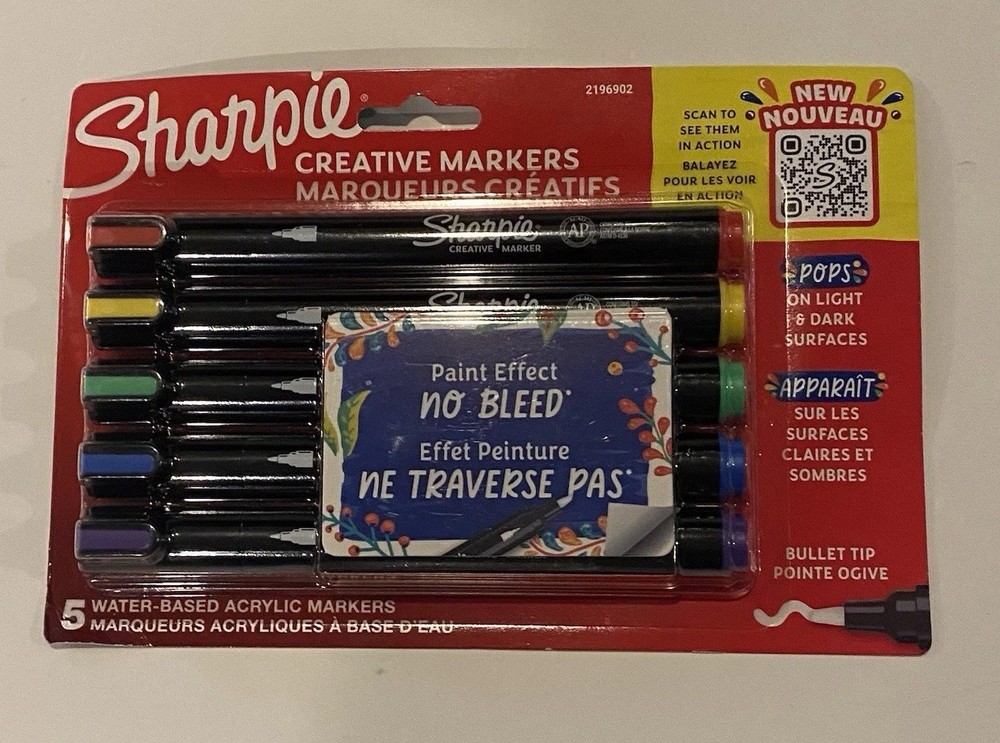 Sharpie®
2196902
CREATIVE MARKERS
MARQUEURS CRÉATIFS
SCAN TO
SEE THEM
IN ACTION
BALAYEZ
POUR LES VOIR
EN ACTION
NEW
NOUVEAU
S
Sharpie
CREATIVE MARKER
AP
Sharpie
POPS
ON LIGHT
& DARK
SURFACES
APPARAÎT
SUR LES
SURFACES
CLAIRES ET
SOMBRES
Paint Effect
NO BLEED*
Effet Peinture
NE TRAVERSE PAS*
BULLET TIP
POINTE OGIVE
5 WATER-BASED ACRYLIC MARKERS
MARQUEURS ACRYLIQUES À BASE D'EAU